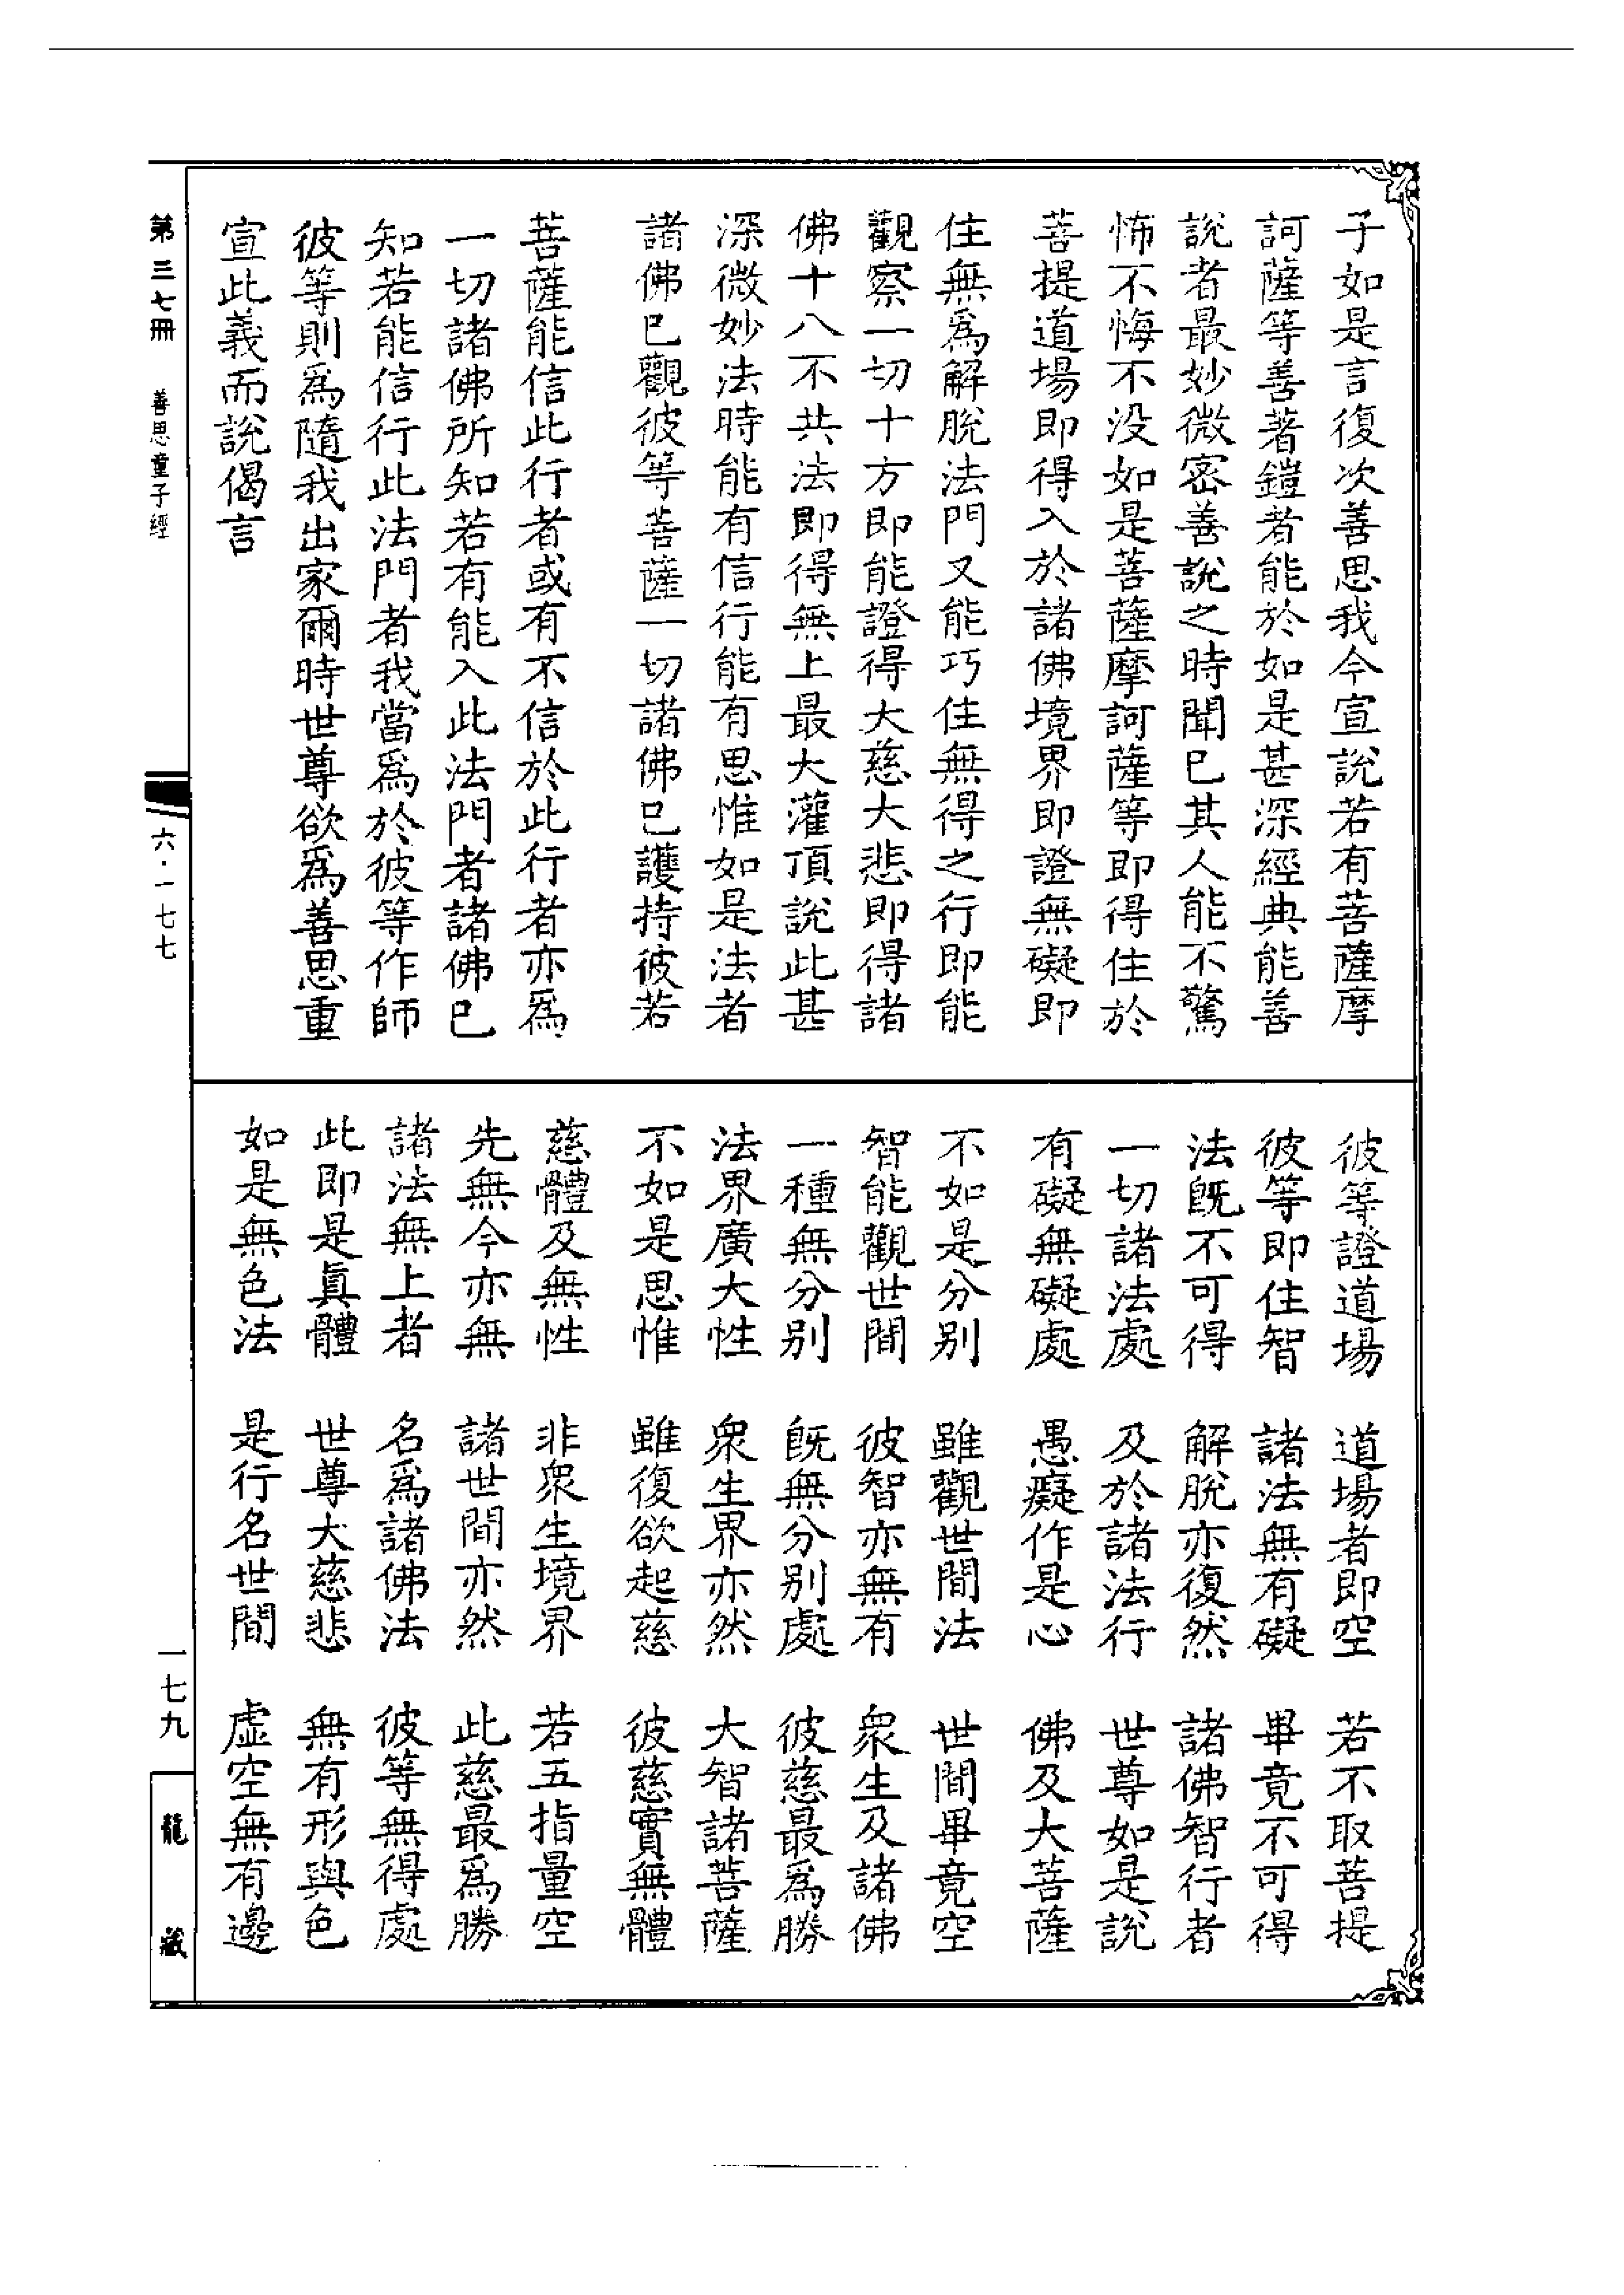 子如是言復次善思我今宣說若有菩薩摩
訶薩等善著鎧者能於如是甚深經典能善
說者最妙微密善說之時聞已其人能不驚
怖不悔不没如是菩薩摩訶薩等即得住於
菩提道場即得入於諸佛境界即證無礙即
住無爲解脫法門又能巧住無得之行即能
觀察一切十方即能證得大慈大悲即得諸
佛十八不共法即得無上最大灌頂說此甚
深微妙法時能有信行能有思惟如是法者
諸佛已觀彼等菩薩一切諸佛已護持彼若
菩薩能信此行者或有不信於此行者亦爲
一切諸佛所知若有能入此法門者諸佛已
知若能信行此法門者我當爲於彼等作師
彼等則爲隨我出家爾時世尊欲爲善思重
宣此義而說偈言
彼等證道場　道場者即空　若不取菩提
彼等即住智　諸法無有礙　畢竟不可得
法既不可得　解脫亦復然　諸佛智行者
一切諸法處　及於諸法行　世尊如是說
有礙無礙處　愚癡作是心　佛及大菩薩
不如是分別　雖觀世間法　世間畢竟空
智能觀世間　彼智亦無有　衆生及諸佛
一種無分別　既無分別處　彼慈最爲勝
法界廣大性　衆生界亦然　大智諸菩薩
不如是思惟　雖復欲起慈　彼慈實無體
慈體及無性　非衆生境界　若五指量空
先無今亦無　諸世間亦然　此慈最爲勝
諸法無上者　名爲諸佛法　彼等無得處
此即是眞體　世尊大慈悲　無有形與色
如是無色法　是行名世間　虛空無有邊
第三七冊　善思童子經　六·一七七　一七九　龍藏